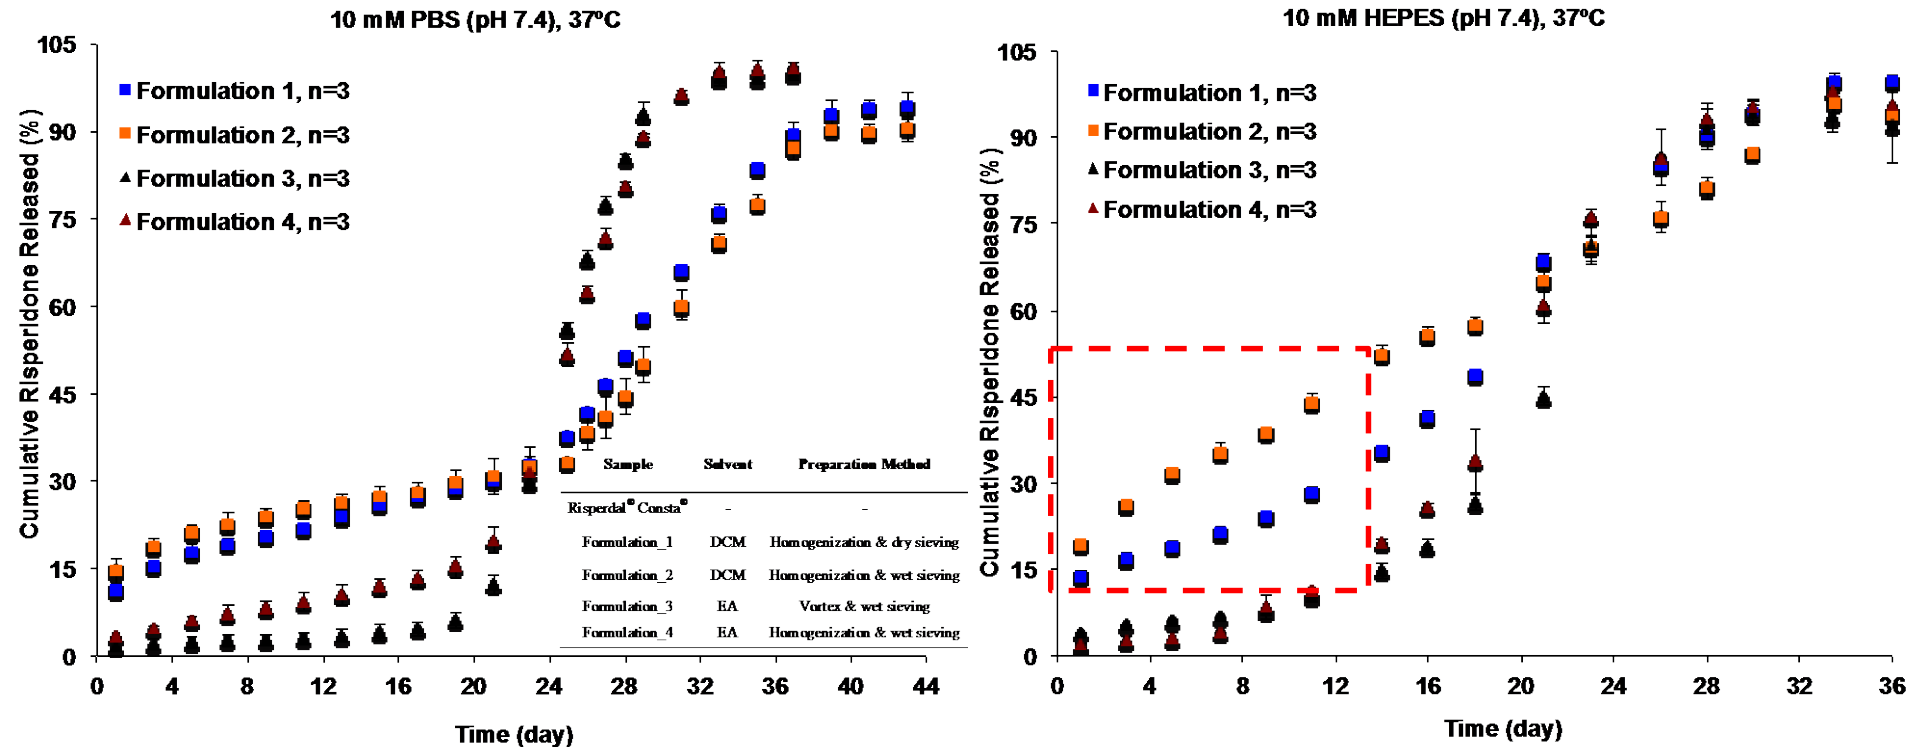 10 mM PBS (pH 7.4), 37ºC
Cumulative Risperidone Released (%)
105
90
75
60
45
30
15
0
Formulation 1, n=3
Formulation 2, n=3
Formulation 3, n=3
Formulation 4, n=3
Sample Solvent Preparation Method
Risperdal® Consta® - -
Formulation_1 DCM Homogenization & dry sieving
Formulation_2 DCM Homogenization & wet sieving
Formulation_3 EA Vortex & wet sieving
Formulation_4 EA Homogenization & wet sieving
0 4 8 12 16 20 24 28 32 36 40 44
Time (day)
10 mM HEPES (pH 7.4), 37ºC
Cumulative Risperidone Released (%)
105
90
75
60
45
30
15
0
Formulation 1, n=3
Formulation 2, n=3
Formulation 3, n=3
Formulation 4, n=3
0 4 8 12 16 20 24 28 32 36
Time (day)